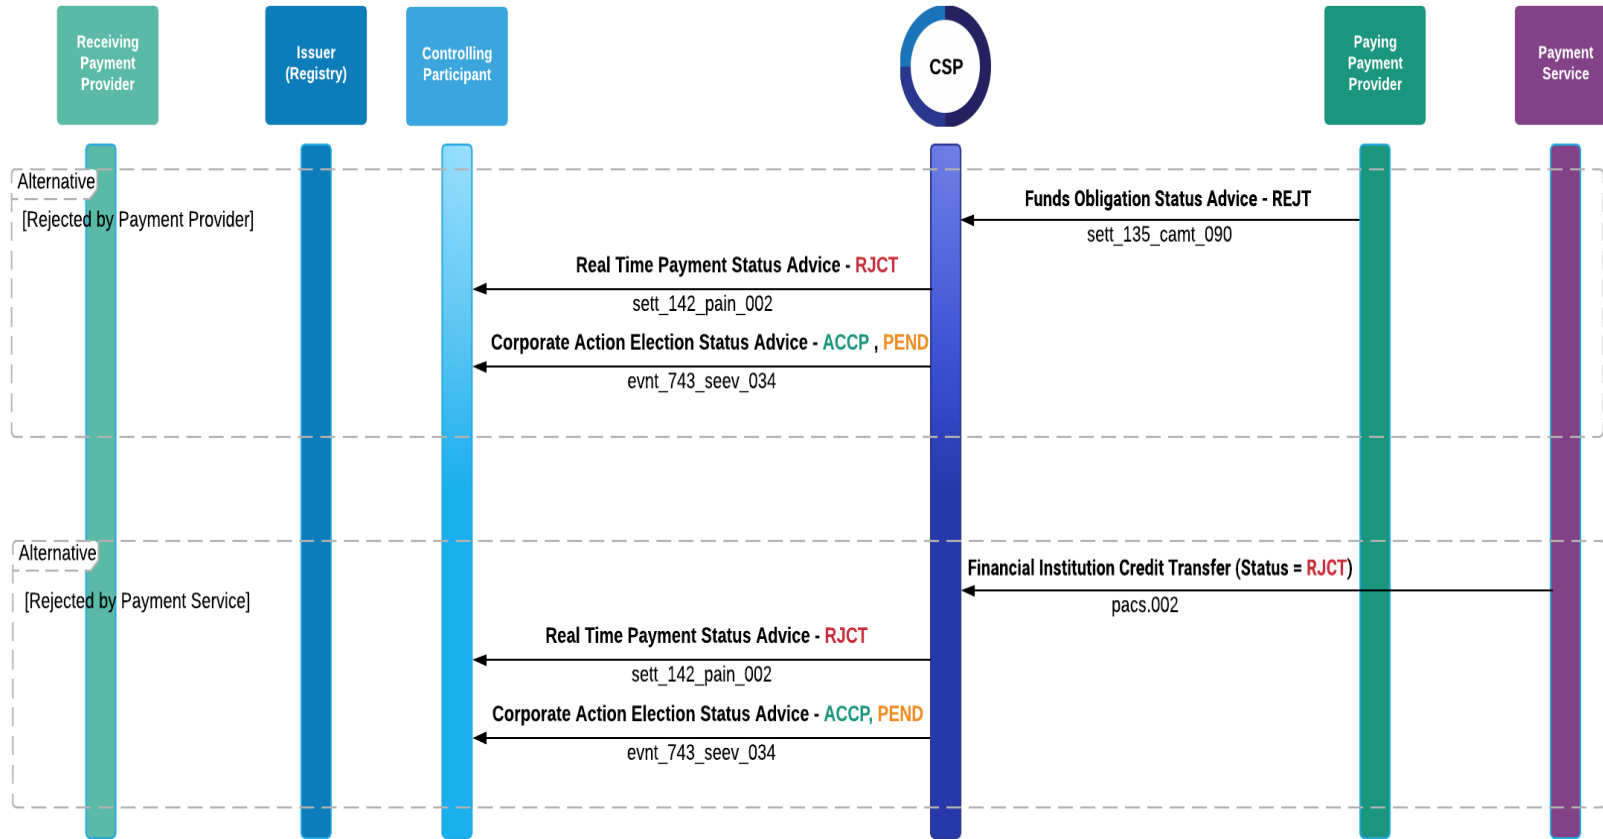 Receiving
Payment
Provider
Issuer
(Registry)
Controlling
Participant
CSP
Paying
Payment
Provider
Payment
Service
Alternative
[Rejected by Payment Provider]
Funds Obligation Status Advice - REJT
sett_135_camt_090
Real Time Payment Status Advice - RJCT
sett_142_pain_002
Corporate Action Election Status Advice - ACCP , PEND
evnt_743_seev_034
Alternative
[Rejected by Payment Service]
Financial Institution Credit Transfer (Status = RJCT)
pacs.002
Real Time Payment Status Advice - RJCT
sett_142_pain_002
Corporate Action Election Status Advice - ACCP, PEND
evnt_743_seev_034